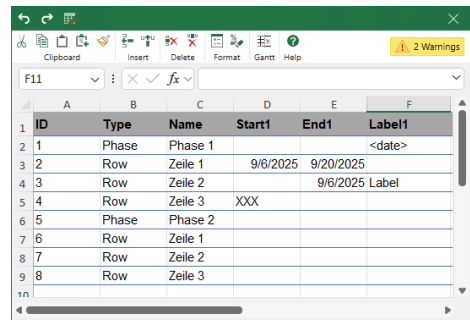 2 Warnings
Clipboard Insert Delete Format Gantt Help
F11 fx
A B C D E F
1 ID Type Name Start1 End1 Label1
2 1 Phase Phase 1 <date>
3 2 Row Zeile 1 9/6/2025 9/20/2025
4 3 Row Zeile 2 9/6/2025 Label
5 4 Row Zeile 3 XXX
6 5 Phase Phase 2
7 6 Row Zeile 1
8 7 Row Zeile 2
9 8 Row Zeile 3
10